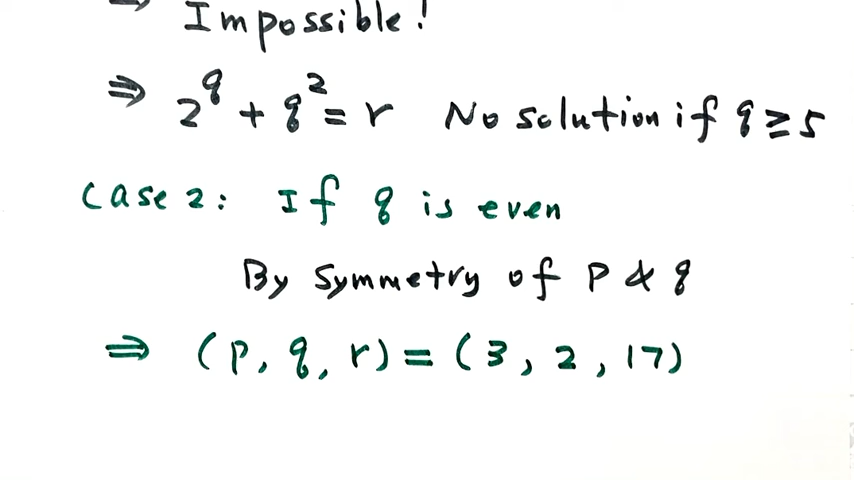 ⇒ Impossible!
⇒ 2^q + q^2 = r No solution if q ≥ 5
Case 2: If q is even
By Symmetry of P & q
⇒ (P, q, r) = (3, 2, 17)